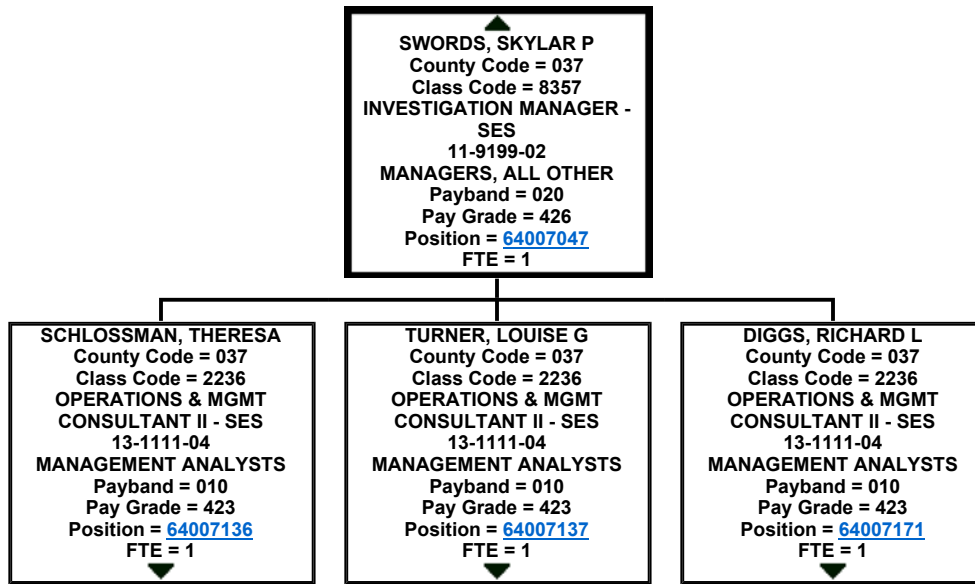 SWORDS, SKYLAR P
County Code = 037
Class Code = 8357
INVESTIGATION MANAGER -
SES
11-9199-02
MANAGERS, ALL OTHER
Payband = 020
Pay Grade = 426
Position = 64007047
FTE = 1
SCHLOSSMAN, THERESA
County Code = 037
Class Code = 2236
OPERATIONS & MGMT
CONSULTANT II - SES
13-1111-04
MANAGEMENT ANALYSTS
Payband = 010
Pay Grade = 423
Position = 64007136
FTE = 1
TURNER, LOUISE G
County Code = 037
Class Code = 2236
OPERATIONS & MGMT
CONSULTANT II - SES
13-1111-04
MANAGEMENT ANALYSTS
Payband = 010
Pay Grade = 423
Position = 64007137
FTE = 1
DIGGS, RICHARD L
County Code = 037
Class Code = 2236
OPERATIONS & MGMT
CONSULTANT II - SES
13-1111-04
MANAGEMENT ANALYSTS
Payband = 010
Pay Grade = 423
Position = 64007171
FTE = 1